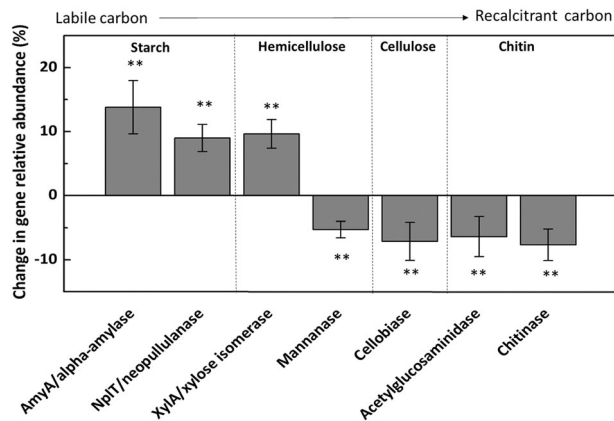 Labile carbon Recalcitrant carbon
Starch Hemicellulose Cellulose Chitin
Change in gene relative abundance (%)
20
10
0
-10
** ** ** ** ** ** **
AmyA/alpha-amylase
NplT/neopullulanase
XylA/xylose isomerase
Mannanase
Cellobiase
Acetylglucosaminidase
Chitinase